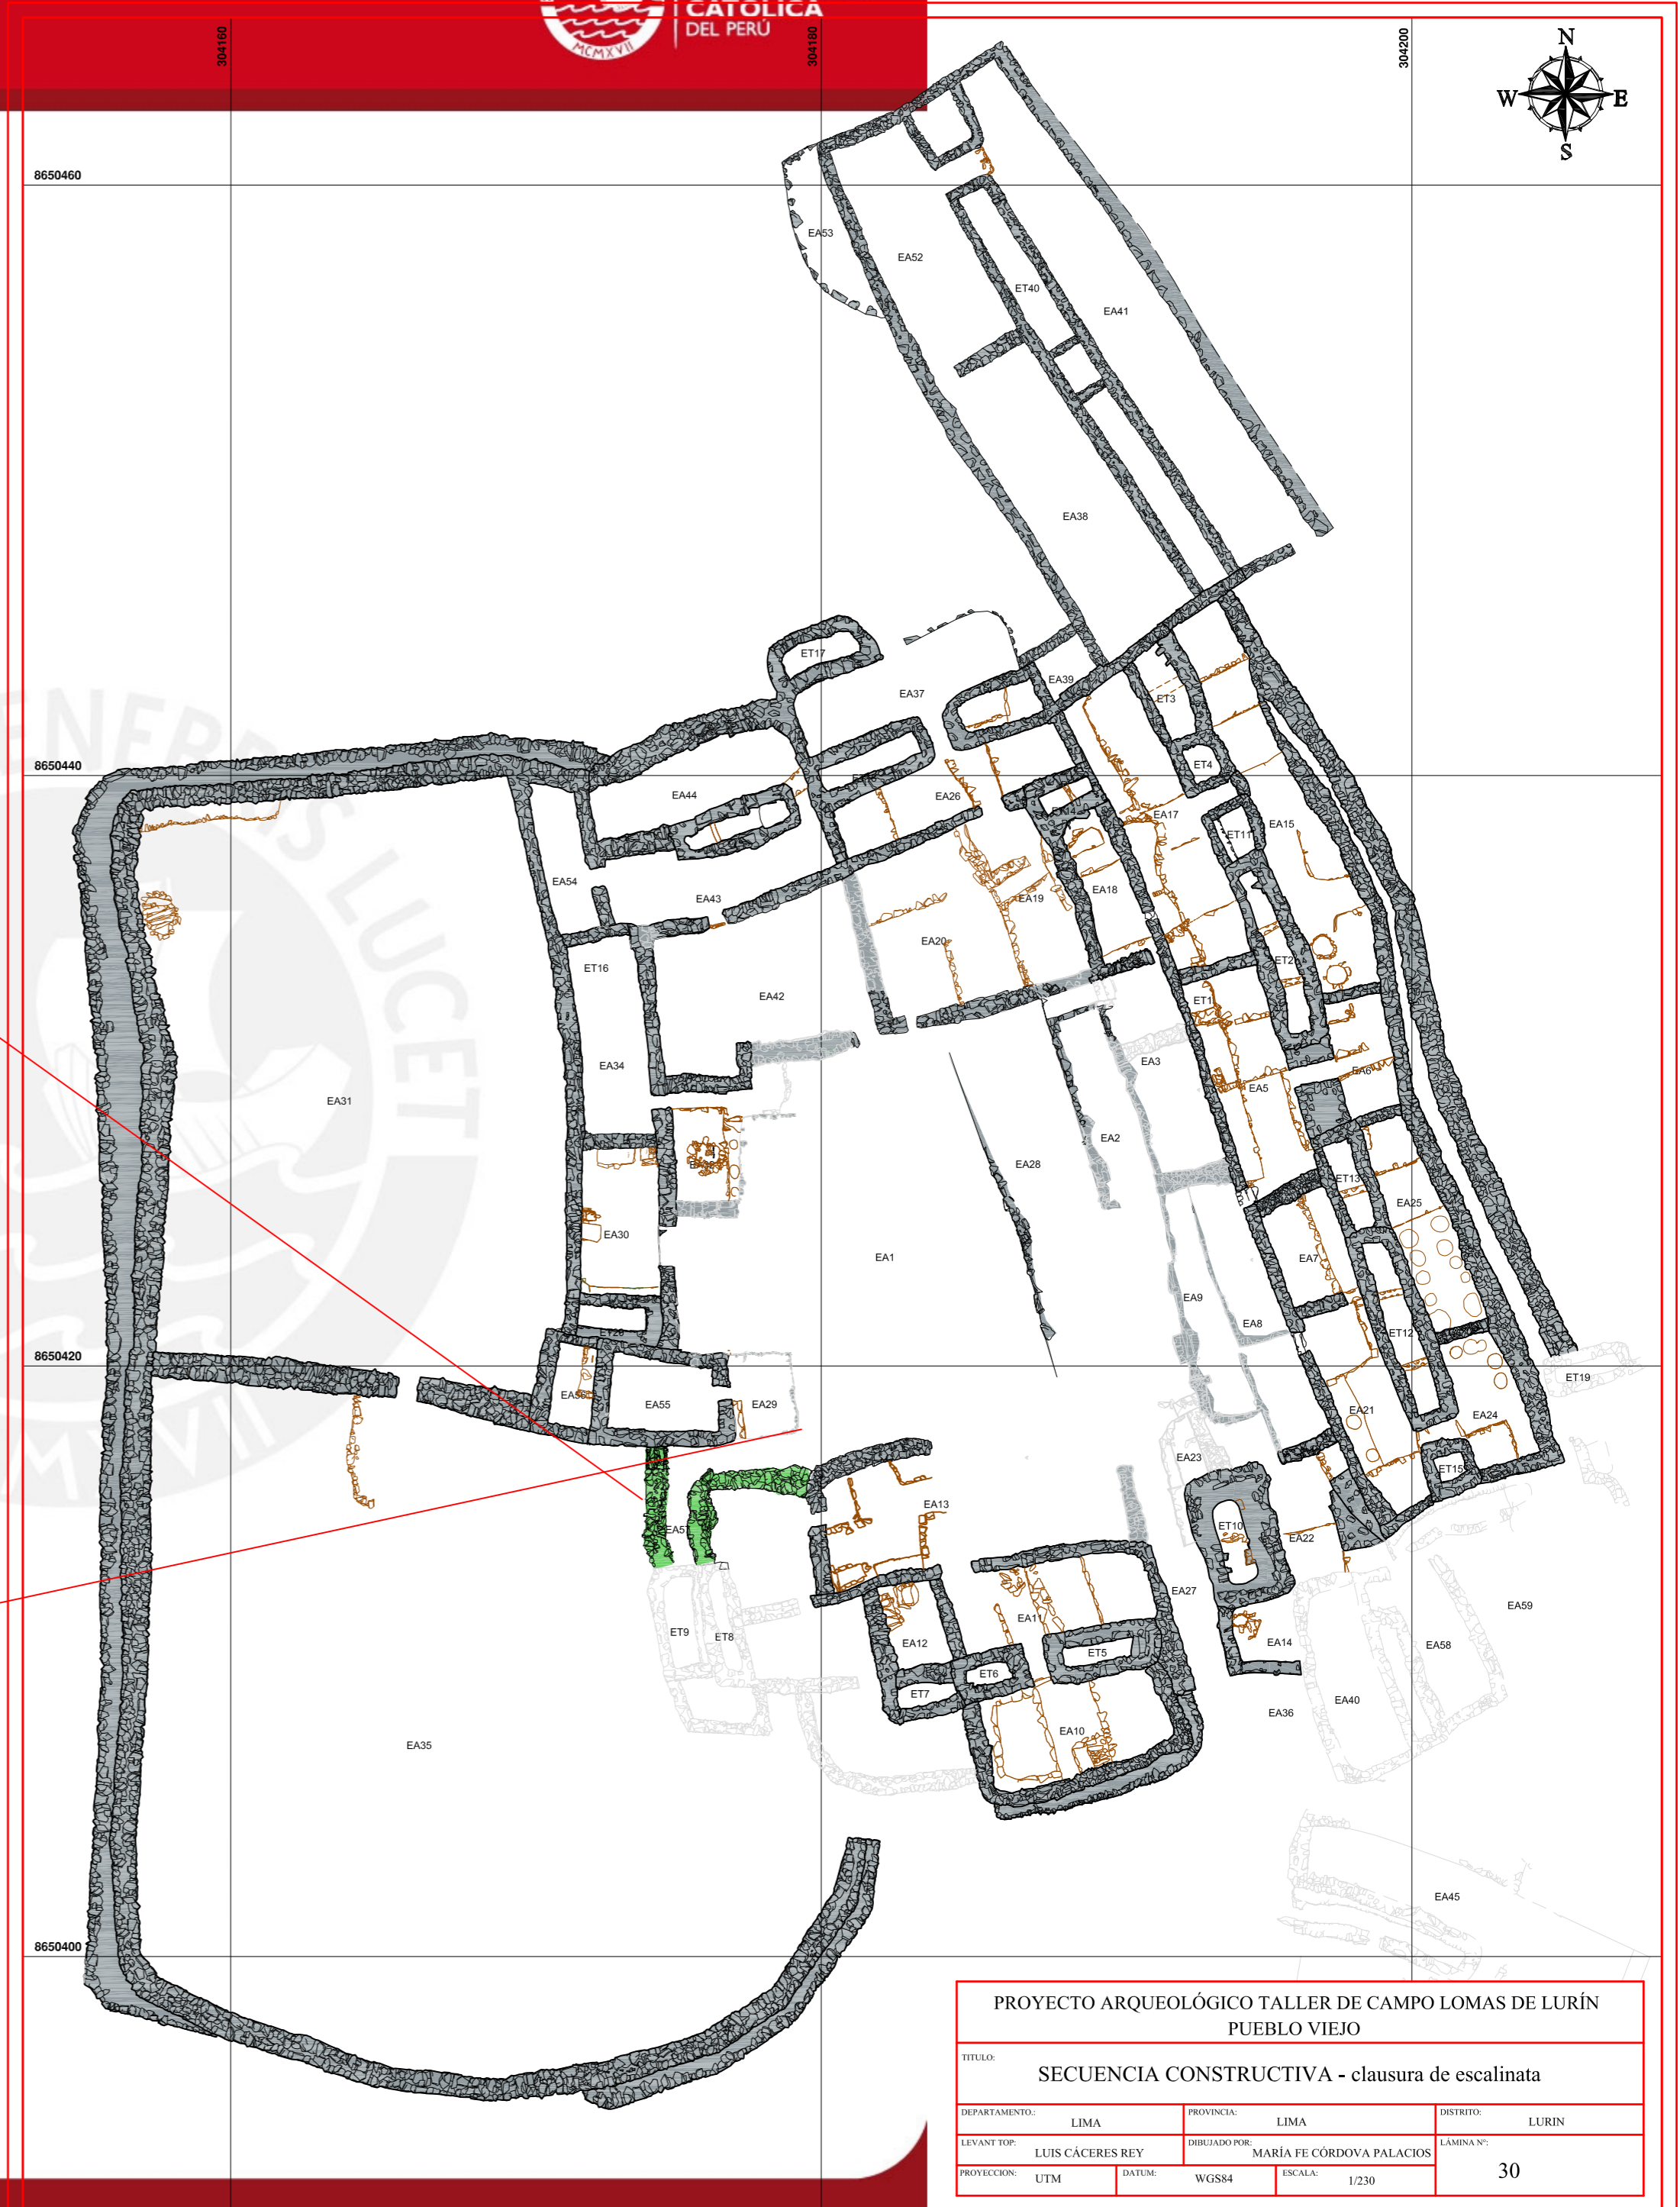 CATOLICA
DEL PERÚ
MCMXVII
304160
304180
304200
N
W E
S
8650460
8650440
8650420
8650400
EA53
EA52
ET40
EA41
EA38
ET17
EA37
EA39
ET3
ET4
EA44
EA26
EA17
ET11
EA15
EA54
EA43
EA19
EA18
EA20
ET16
EA42
ET2
ET1
EA34
EA3
EA5
EA6
EA31
EA2
EA28
ET13
EA25
EA30
EA1
EA7
EA9
EA8
ET12
ET19
EA55
EA29
EA21
EA24
EA23
ET15
EA13
ET10
EA22
EA27
EA59
ET9
ET8
EA11
EA12
ET5
EA14
EA58
ET6
ET7
EA40
EA36
EA10
EA35
EA45
PROYECTO ARQUEOLÓGICO TALLER DE CAMPO LOMAS DE LURÍN
PUEBLO VIEJO
TITULO:
SECUENCIA CONSTRUCTIVA - clausura de escalinata
DEPARTAMENTO.: LIMA
PROVINCIA: LIMA
DISTRITO: LURIN
LEVANT TOP: LUIS CÁCERES REY
DIBUJADO POR: MARÍA FE CÓRDOVA PALACIOS
LÁMINA Nº: 30
PROYECCION: UTM
DATUM: WGS84
ESCALA: 1/230